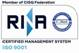 Member of CISQ Federation
RINA
CERTIFIED MANAGEMENT SYSTEM
ISO 9001